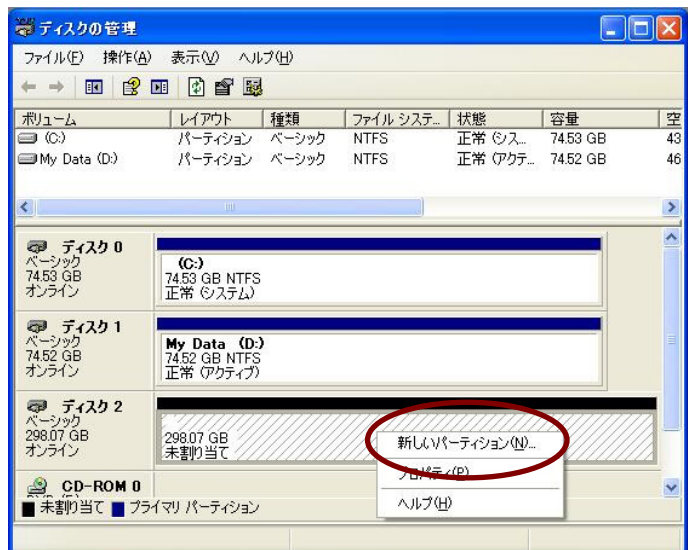 ディスクの管理
ファイル(F) 操作(A) 表示(V) ヘルプ(H)
ボリューム レイアウト 種類 ファイル システ... 状態 容量 空
(C:) パーティション ベーシック NTFS 正常 (シス... 74.53 GB 43
My Data (D:) パーティション ベーシック NTFS 正常 (アクテ... 74.52 GB 46
ディスク 0
ベーシック
74.53 GB
オンライン
(C:)
74.53 GB NTFS
正常 (システム)
ディスク 1
ベーシック
74.52 GB
オンライン
My Data (D:)
74.52 GB NTFS
正常 (アクティブ)
ディスク 2
ベーシック
298.07 GB
オンライン
298.07 GB
未割り当て
新しいパーティション(N)...
プロパティ(P)
ヘルプ(H)
CD-ROM 0
未割り当て プライマリ パーティション